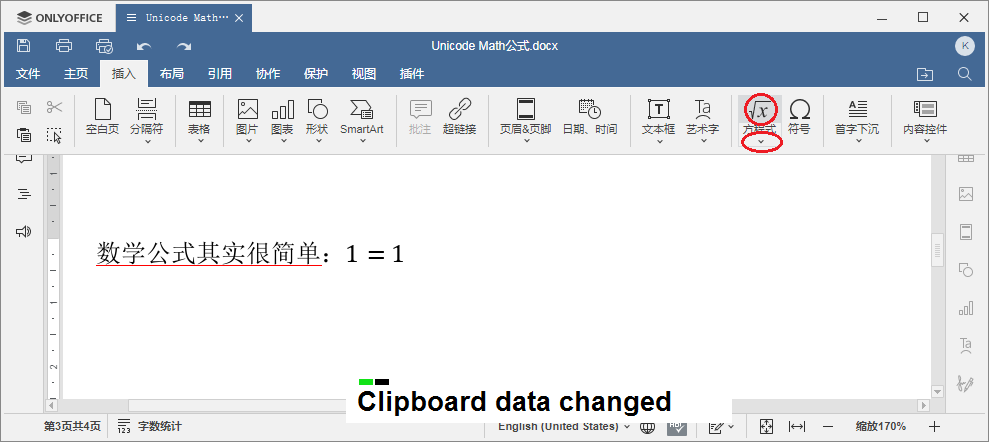 ONLYOFFICE
Unicode Math···
Unicode Math公式.docx
K
文件 主页 插入 布局 引用 协作 保护 视图 插件
空白页 分隔符 表格 图片 图表 形状 SmartArt 批注 超链接 页眉&页脚 日期、时间 文本框 艺术字 方程式 符号 首字下沉 内容控件
数学公式其实很简单：1 = 1
Clipboard data changed
第3页共4页 字数统计 English (United States) 缩放170%